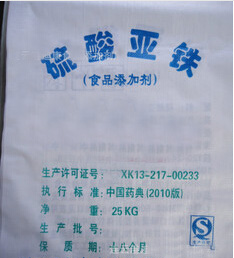 硫酸亚铁
(食品添加剂)
生产许可证号: XK13-217-00233
执行标准: 中国药典(2010版)
净重: 25KG
生产批号:
保质期: 十八个月